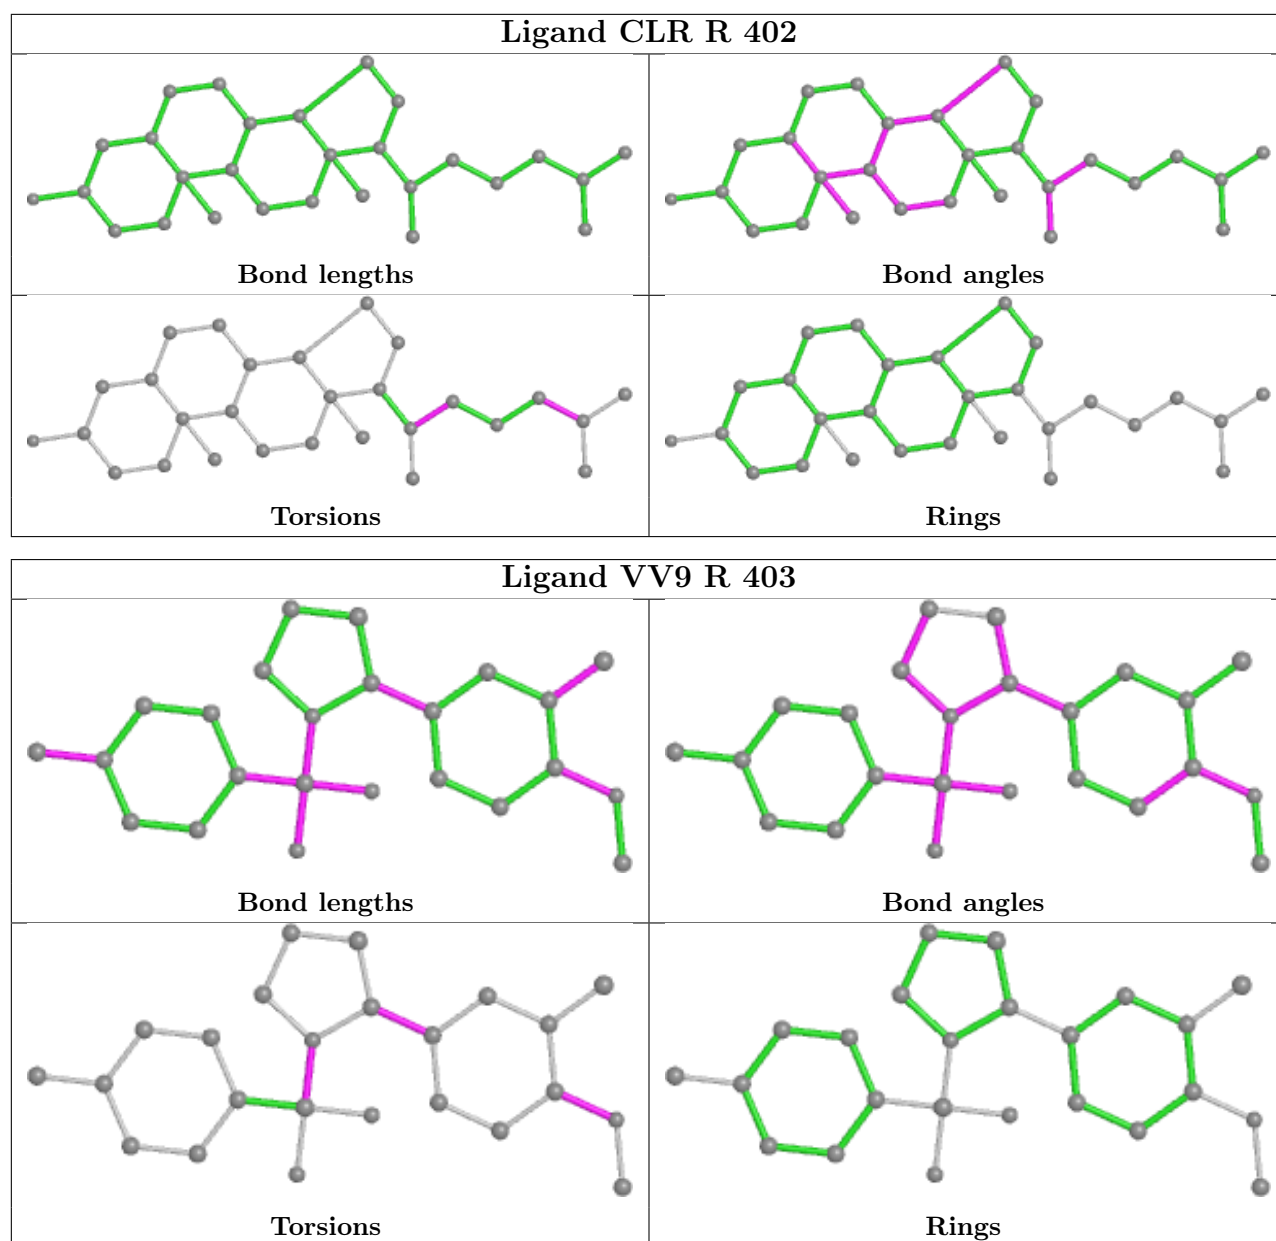 Ligand CLR R 402
Bond lengths
Bond angles
Torsions
Rings
Ligand VV9 R 403
Bond lengths
Bond angles
Torsions
Rings